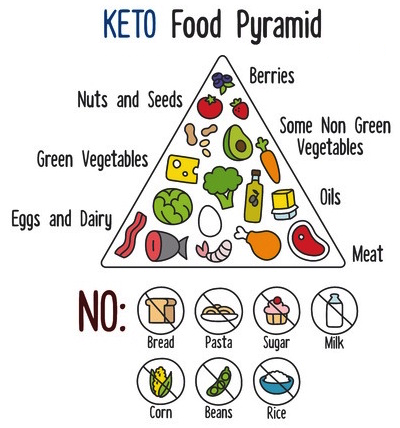 KETO Food Pyramid
Berries
Nuts and Seeds
Some Non Green
Vegetables
Green Vegetables
Oils
Eggs and Dairy
Meat
NO:
Bread
Pasta
Sugar
Milk
Corn
Beans
Rice